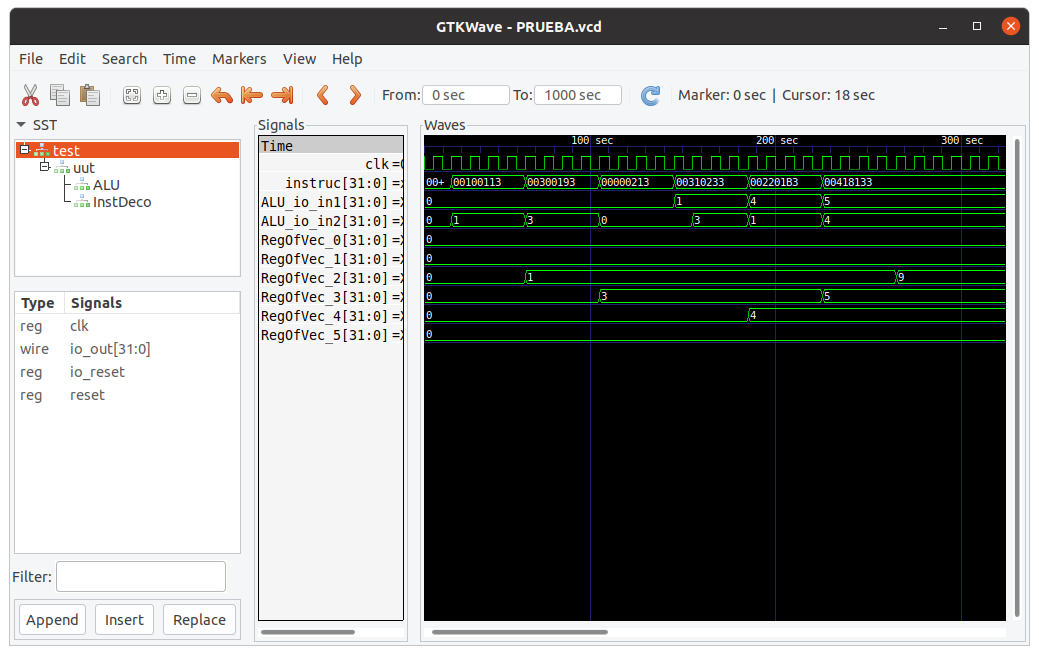 GTKWave - PRUEBA.vcd
File Edit Search Time Markers View Help
From: 0 sec To: 1000 sec Marker: 0 sec | Cursor: 18 sec
SST
test
uut
ALU
InstDeco
Type Signals
reg clk
wire io_out[31:0]
reg io_reset
reg reset
Filter:
Append Insert Replace
Signals
Time
clk =
instruc[31:0] =
ALU_io_in1[31:0] =
ALU_io_in2[31:0] =
RegOfVec_0[31:0] =
RegOfVec_1[31:0] =
RegOfVec_2[31:0] =
RegOfVec_3[31:0] =
RegOfVec_4[31:0] =
RegOfVec_5[31:0] =
Waves
100 sec 200 sec 300 sec
00+ 00100113 00300193 00000213 00310233 002201B3 00418133
0 1 4 5
0 1 3 0 3 1 4
0
0
0 1 9
0 3 5
0 4
0